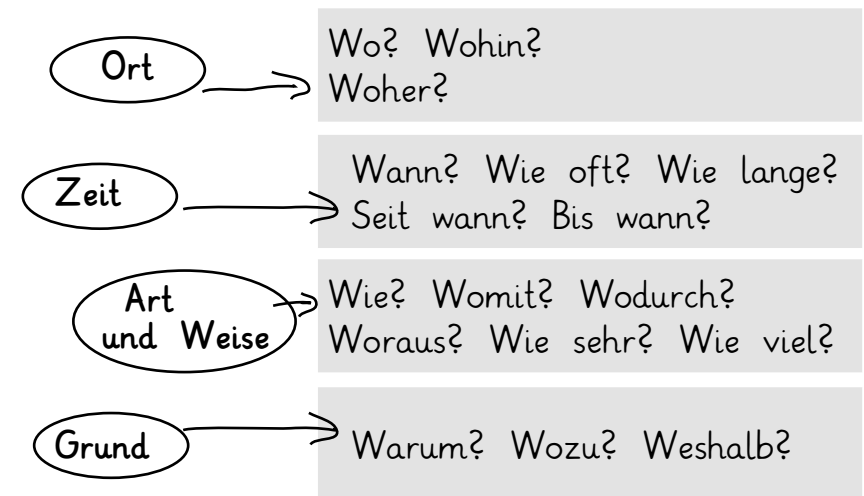 Ort
Wo? Wohin?
Woher?
Zeit
Wann? Wie oft? Wie lange?
Seit wann? Bis wann?
Art
und Weise
Wie? Womit? Wodurch?
Woraus? Wie sehr? Wie viel?
Grund
Warum? Wozu? Weshalb?